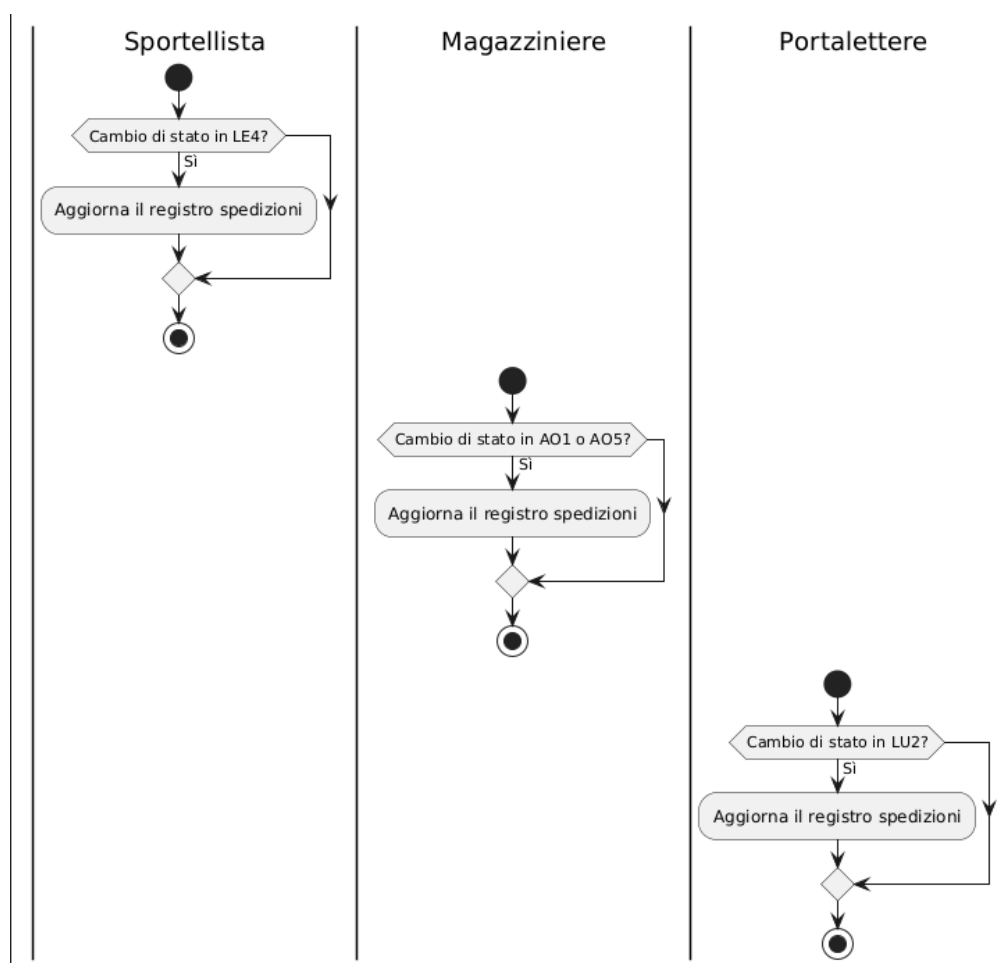 Sportellista
Magazziniere
Portalettere
Cambio di stato in LE4?
Sì
Aggiorna il registro spedizioni
Cambio di stato in AO1 o AO5?
Sì
Aggiorna il registro spedizioni
Cambio di stato in LU2?
Sì
Aggiorna il registro spedizioni